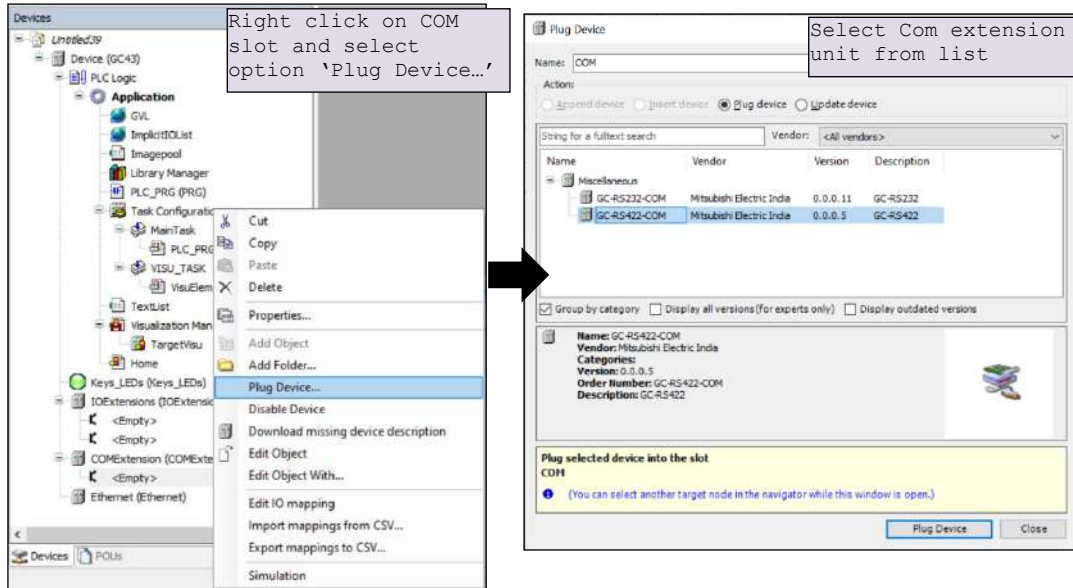 Devices
Right click on COM
slot and select
option ‘Plug Device…’
Untitled39
Device (GC43)
PLC Logic
Application
GVL
ImplicitIOList
Imagepool
Library Manager
PLC_PRG (PRG)
Task Configuratio
MainTask
PLC_PRG
VISU_TASK
VisuElem
TextList
Visualization Man
TargetVisu
Home
Keys_LEDs (Keys_LEDs)
IOExtensions (IOExtensio
<Empty>
<Empty>
COMExtension (COMExte
<Empty>
Ethernet (Ethernet)
Devices
POUs
Cut
Copy
Paste
Delete
Properties...
Add Object
Add Folder...
Plug Device...
Disable Device
Download missing device description
Edit Object
Edit Object With...
Edit IO mapping
Import mappings from CSV...
Export mappings to CSV...
Simulation
Plug Device
Select Com extension
unit from list
Name: COM
Action:
Append device Insert device Plug device Update device
String for a fulltext search Vendor: <All vendors>
Name Vendor Version Description
Miscellaneous
GC-RS232-COM Mitsubishi Electric India 0.0.0.11 GC-RS232
GC-RS422-COM Mitsubishi Electric India 0.0.0.5 GC-RS422
Group by category Display all versions (for experts only) Display outdated versions
Name: GC-RS422-COM
Vendor: Mitsubishi Electric India
Categories:
Version: 0.0.0.5
Order Number: GC-RS422-COM
Description: GC-RS422
Plug selected device into the slot
COM
(You can select another target node in the navigator while this window is open.)
Plug Device Close